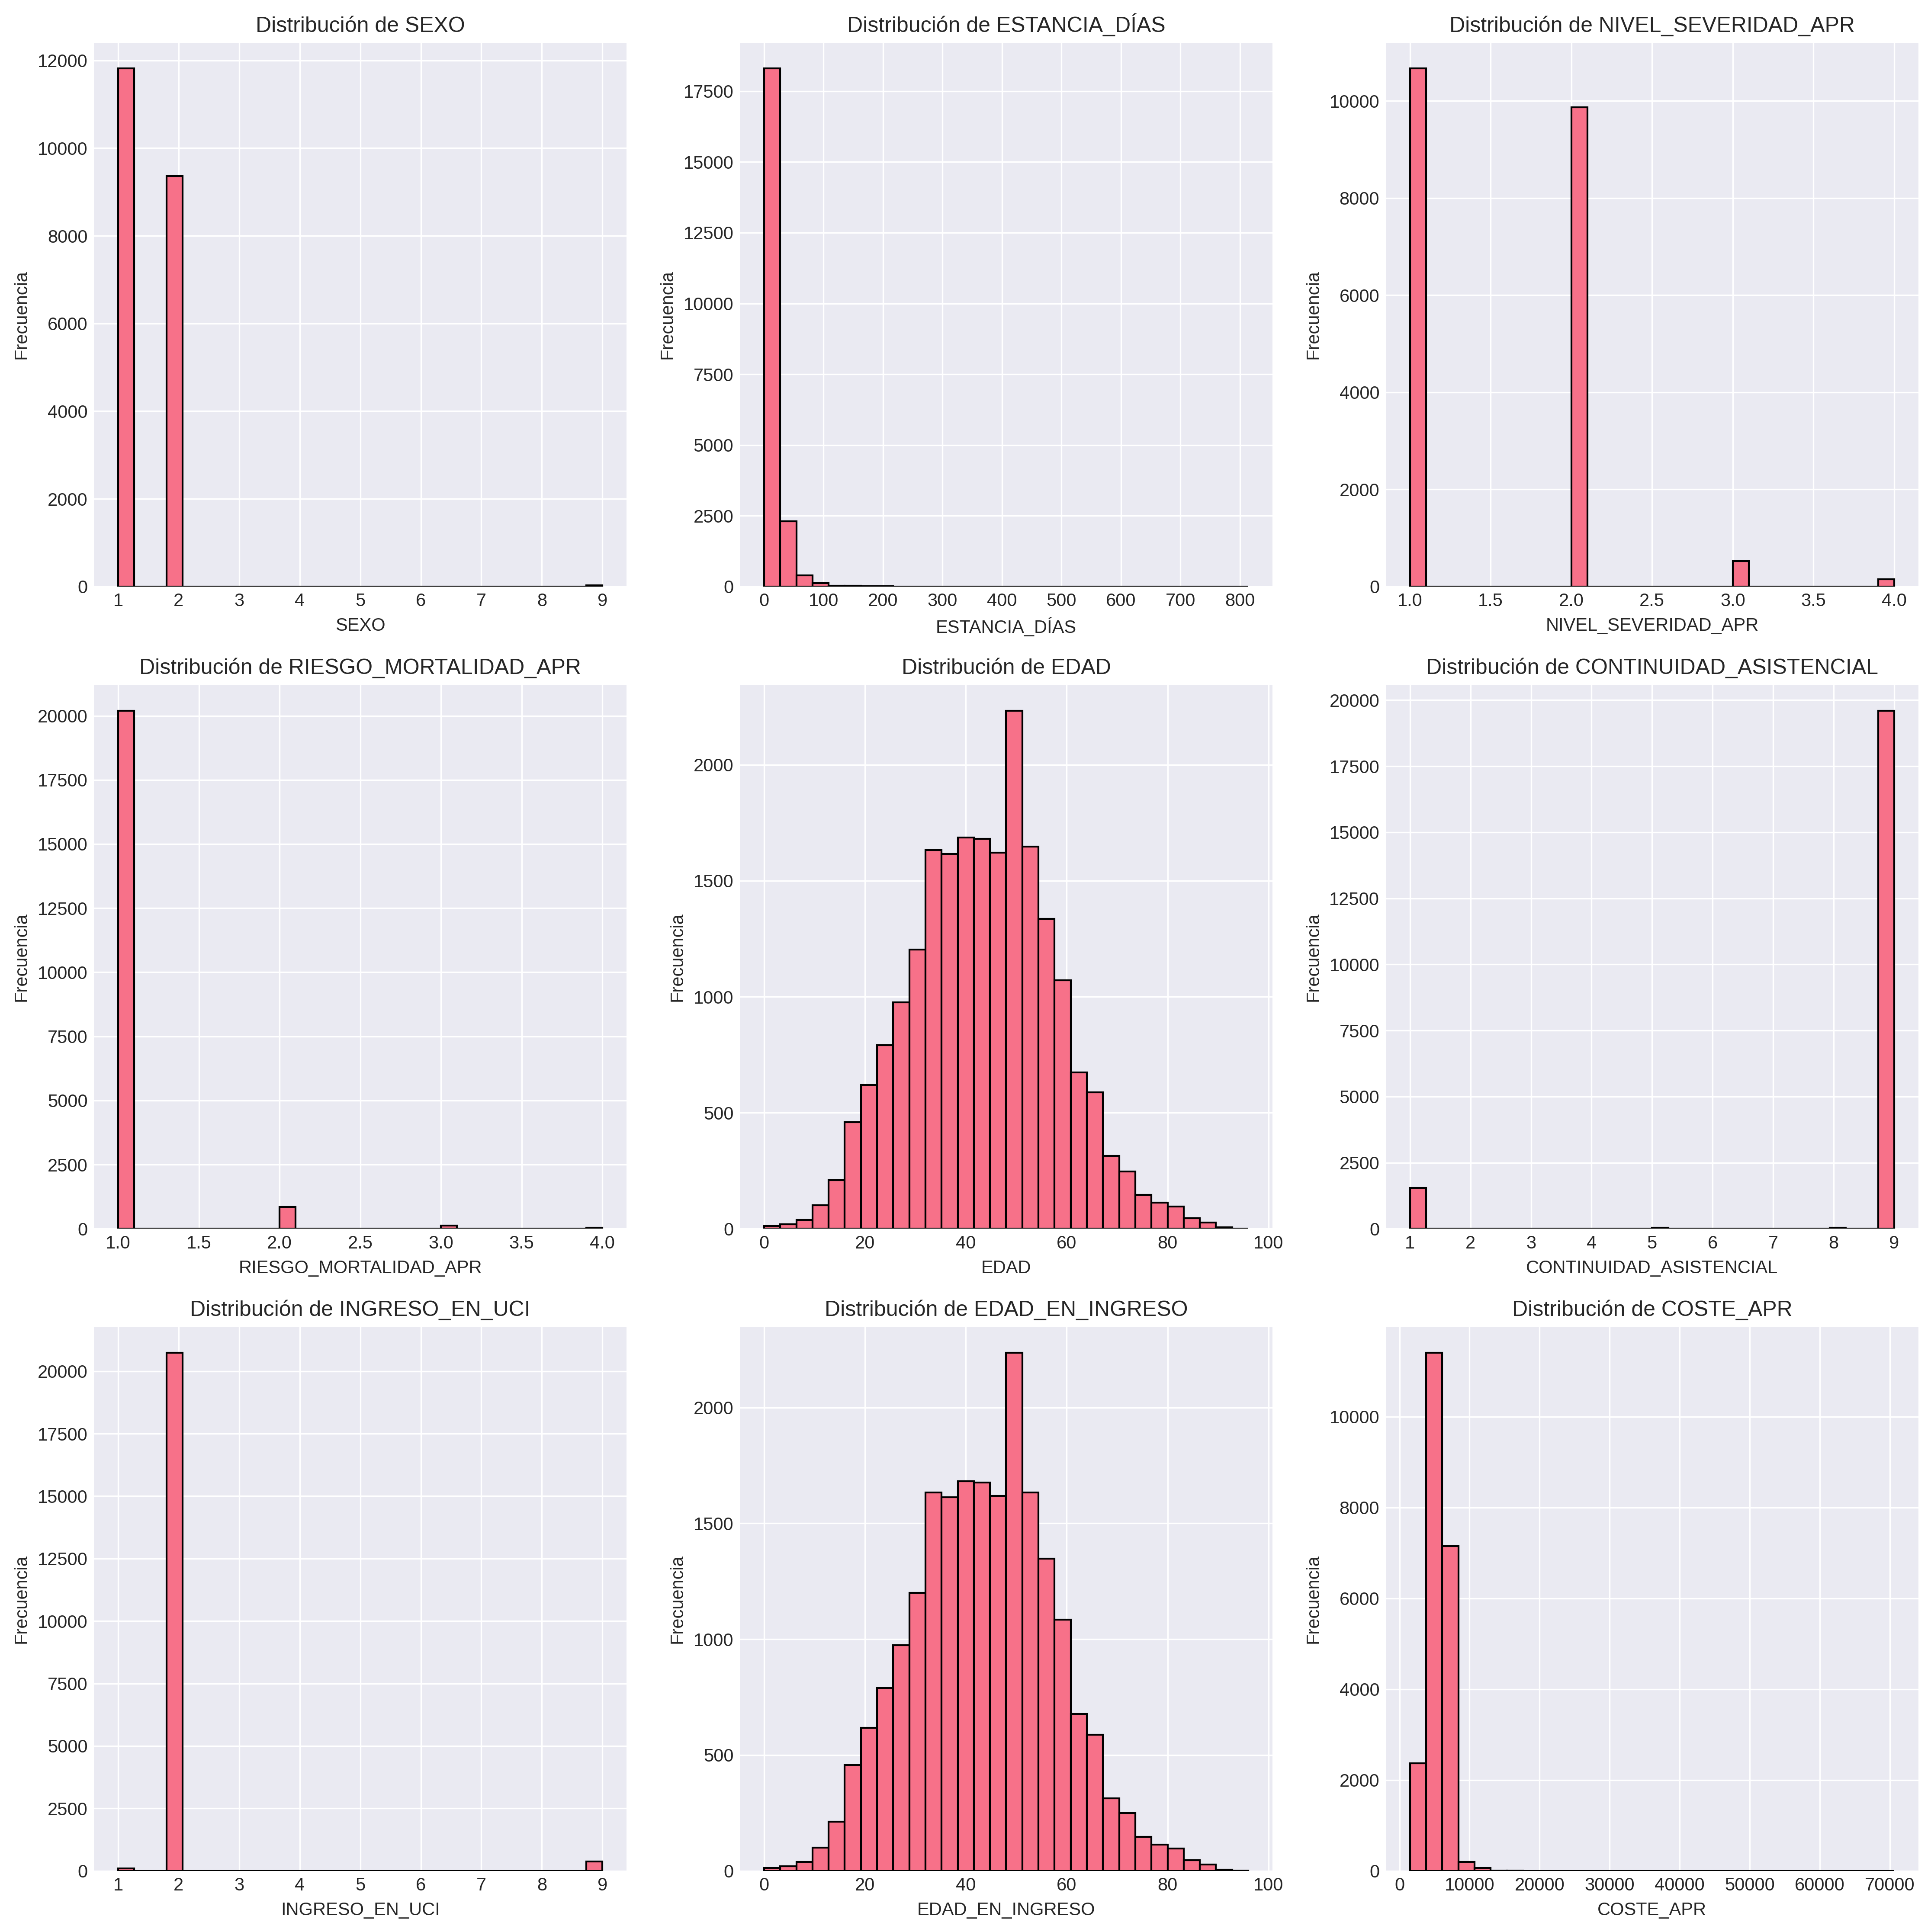 Distribución de SEXO
Frecuencia
12000
10000
8000
6000
4000
2000
0
1 2 3 4 5 6 7 8 9
SEXO
Distribución de ESTANCIA_DÍAS
Frecuencia
17500
15000
12500
10000
7500
5000
2500
0
0 100 200 300 400 500 600 700 800
ESTANCIA_DÍAS
Distribución de NIVEL_SEVERIDAD_APR
Frecuencia
10000
8000
6000
4000
2000
0
1.0 1.5 2.0 2.5 3.0 3.5 4.0
NIVEL_SEVERIDAD_APR
Distribución de RIESGO_MORTALIDAD_APR
Frecuencia
20000
17500
15000
12500
10000
7500
5000
2500
0
1.0 1.5 2.0 2.5 3.0 3.5 4.0
RIESGO_MORTALIDAD_APR
Distribución de EDAD
Frecuencia
2000
1500
1000
500
0
0 20 40 60 80 100
EDAD
Distribución de CONTINUIDAD_ASISTENCIAL
Frecuencia
20000
17500
15000
12500
10000
7500
5000
2500
0
1 2 3 4 5 6 7 8 9
CONTINUIDAD_ASISTENCIAL
Distribución de INGRESO_EN_UCI
Frecuencia
20000
17500
15000
12500
10000
7500
5000
2500
0
1 2 3 4 5 6 7 8 9
INGRESO_EN_UCI
Distribución de EDAD_EN_INGRESO
Frecuencia
2000
1500
1000
500
0
0 20 40 60 80 100
EDAD_EN_INGRESO
Distribución de COSTE_APR
Frecuencia
10000
8000
6000
4000
2000
0
0 10000 20000 30000 40000 50000 60000 70000
COSTE_APR